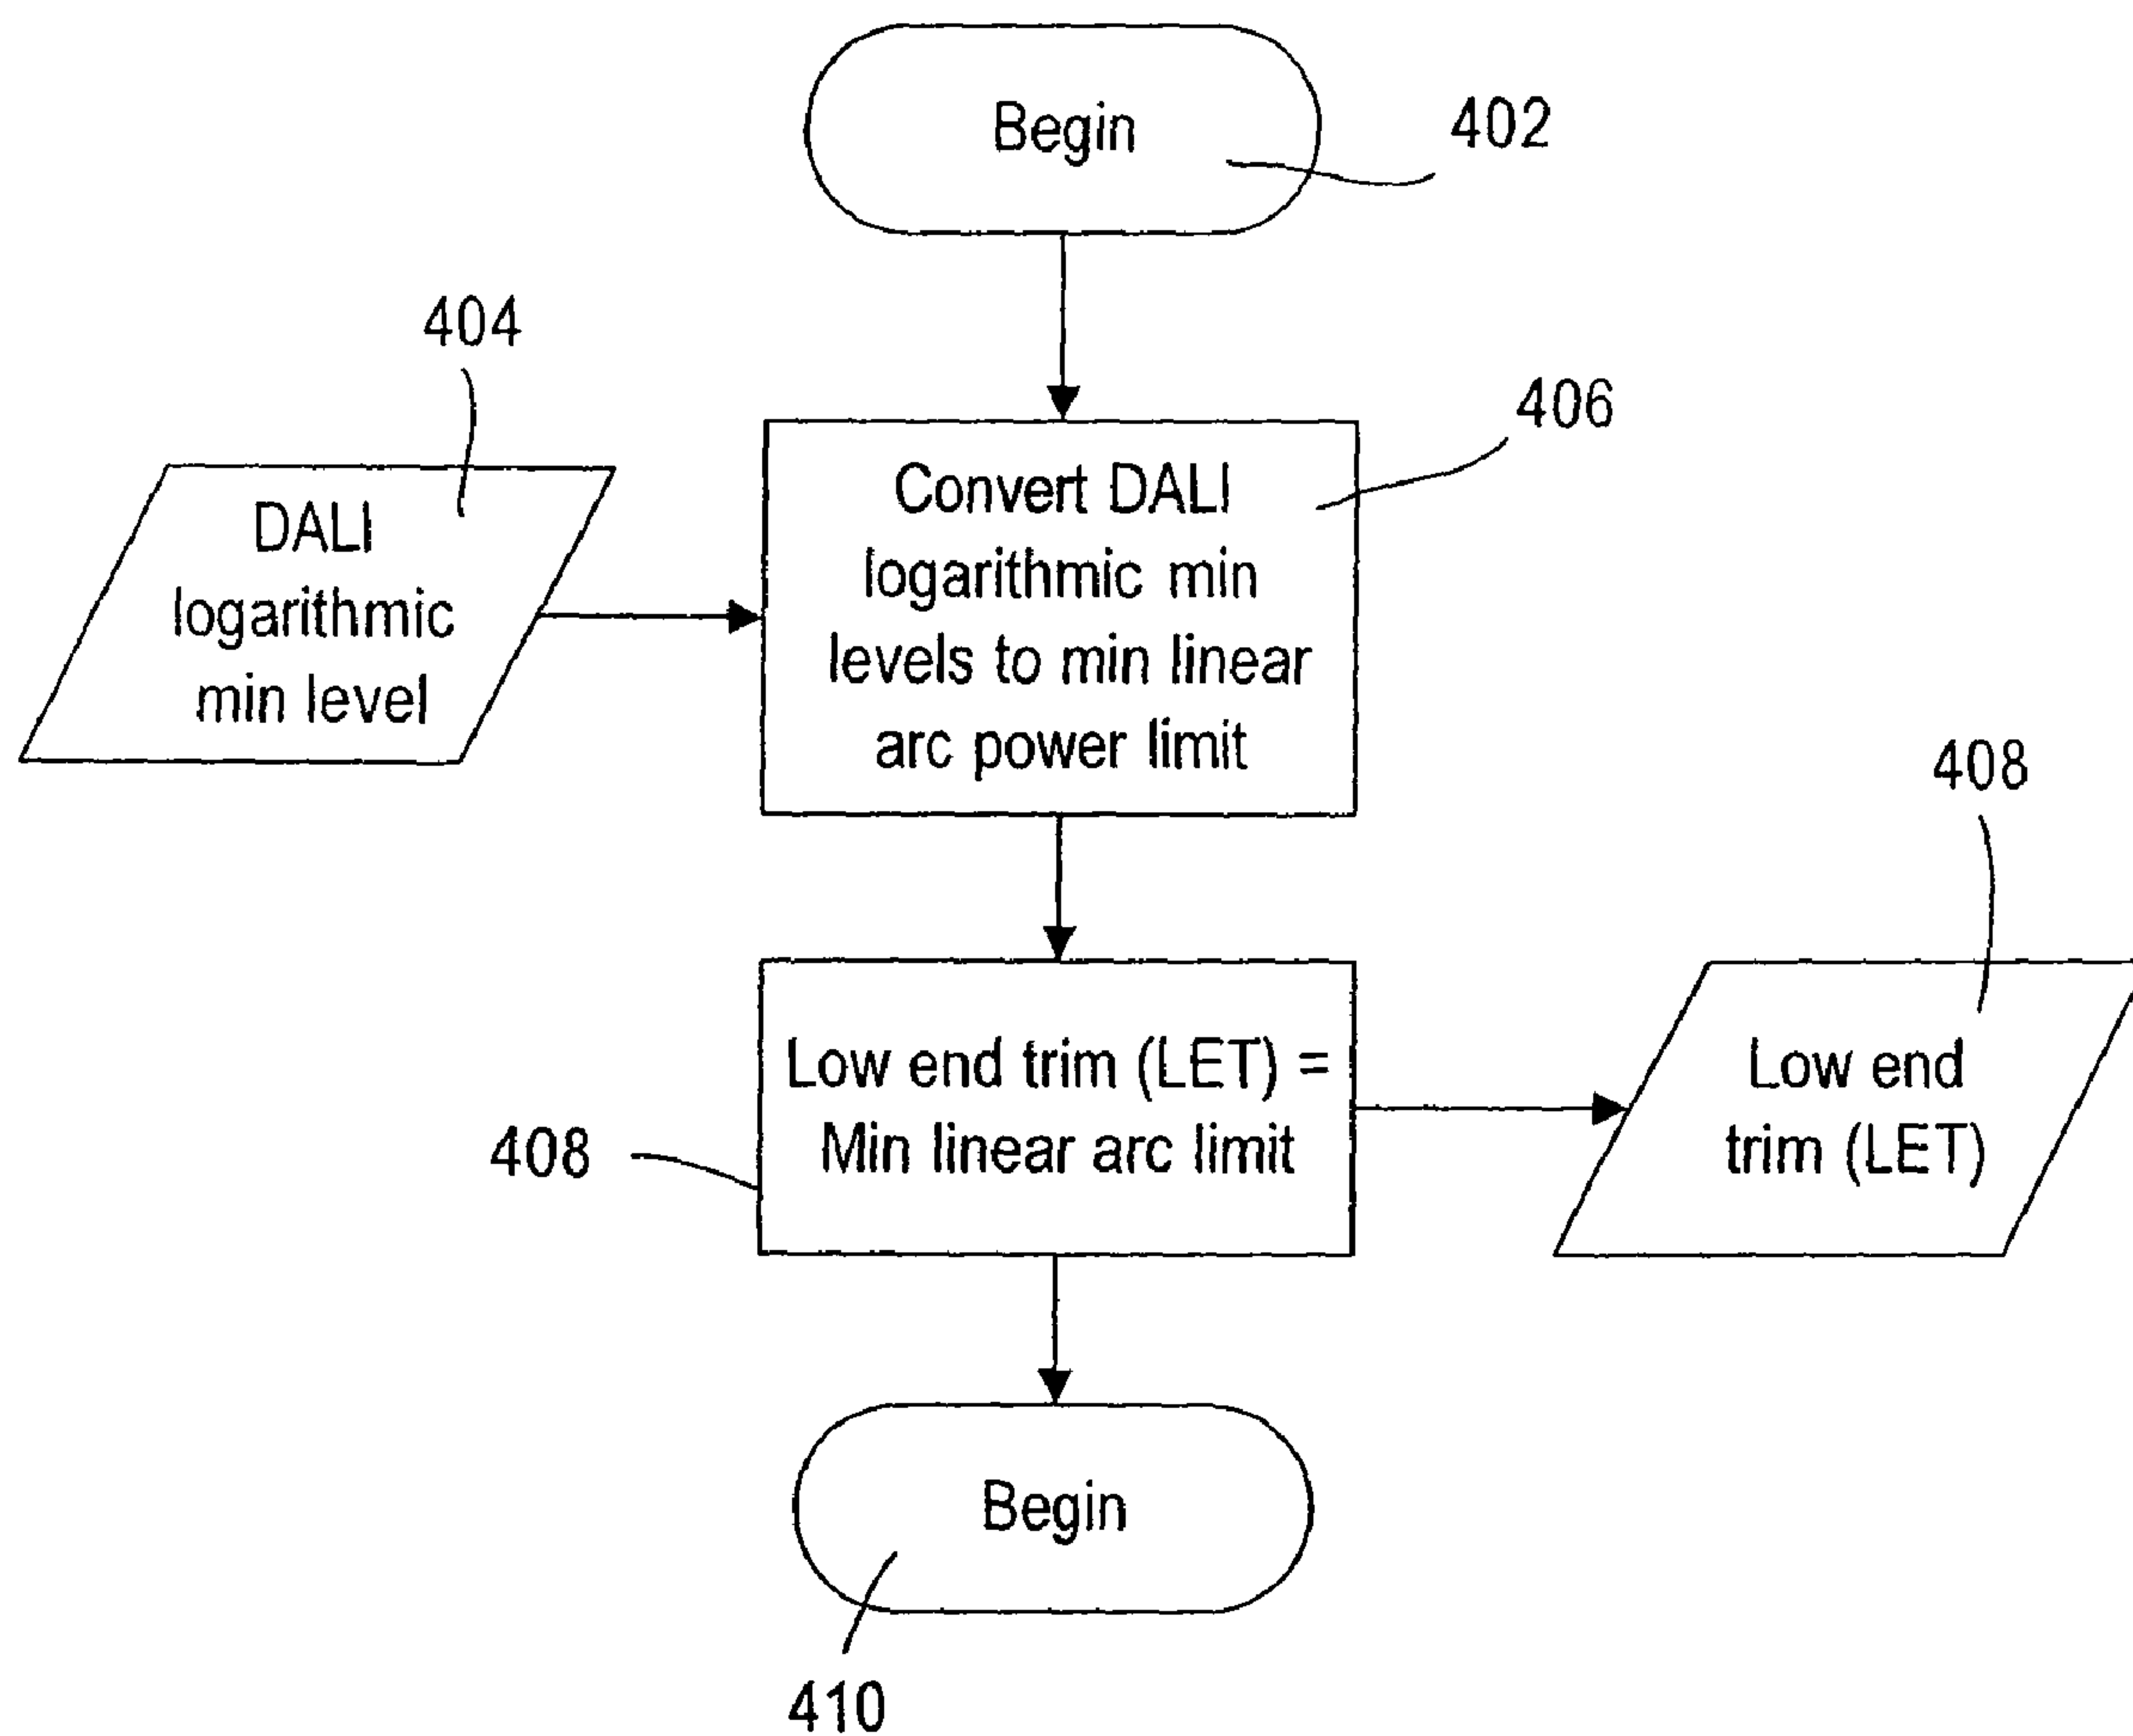 Begin
402
404
DALI
logarithmic
min level
406
Convert DALI
logarithmic min
levels to min linear
arc power limit
408
Low end trim (LET) =
Min linear arc limit
408
Low end
trim (LET)
Begin
410